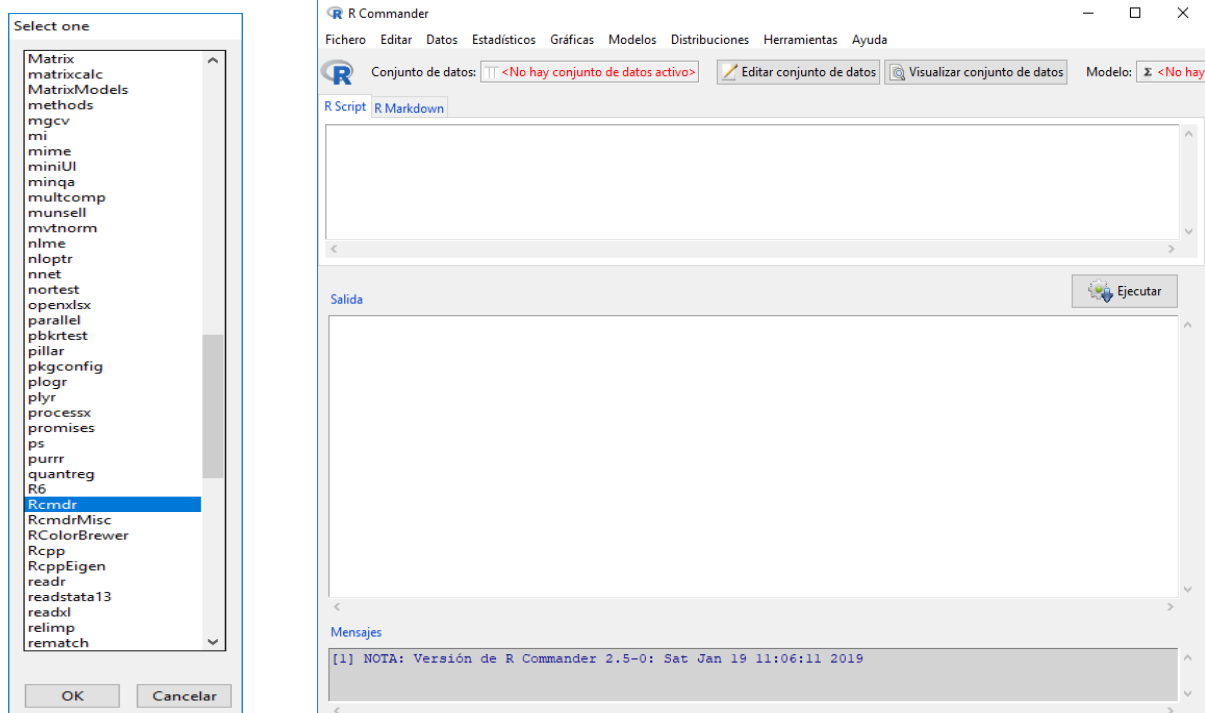 Select one
Matrix
matrixcalc
MatrixModels
methods
mgcv
mi
mime
miniUI
minqa
multcomp
munsell
mvtnorm
nlme
nloptr
nnet
nortest
openxlsx
parallel
pbkrtest
pillar
pkgconfig
plogr
plyr
processx
promises
ps
purrr
quantreg
R6
Rcmdr
RcmdrMisc
RColorBrewer
Rcpp
RcppEigen
readr
readstata13
readxl
relimp
rematch
OK Cancelar
R R Commander
Fichero Editar Datos Estadísticos Gráficas Modelos Distribuciones Herramientas Ayuda
R Conjunto de datos: <No hay conjunto de datos activo> Editar conjunto de datos Visualizar conjunto de datos Modelo: Σ <No hay
R Script R Markdown
Ejecutar
Salida
Mensajes
[1] NOTA: Versión de R Commander 2.5-0: Sat Jan 19 11:06:11 2019